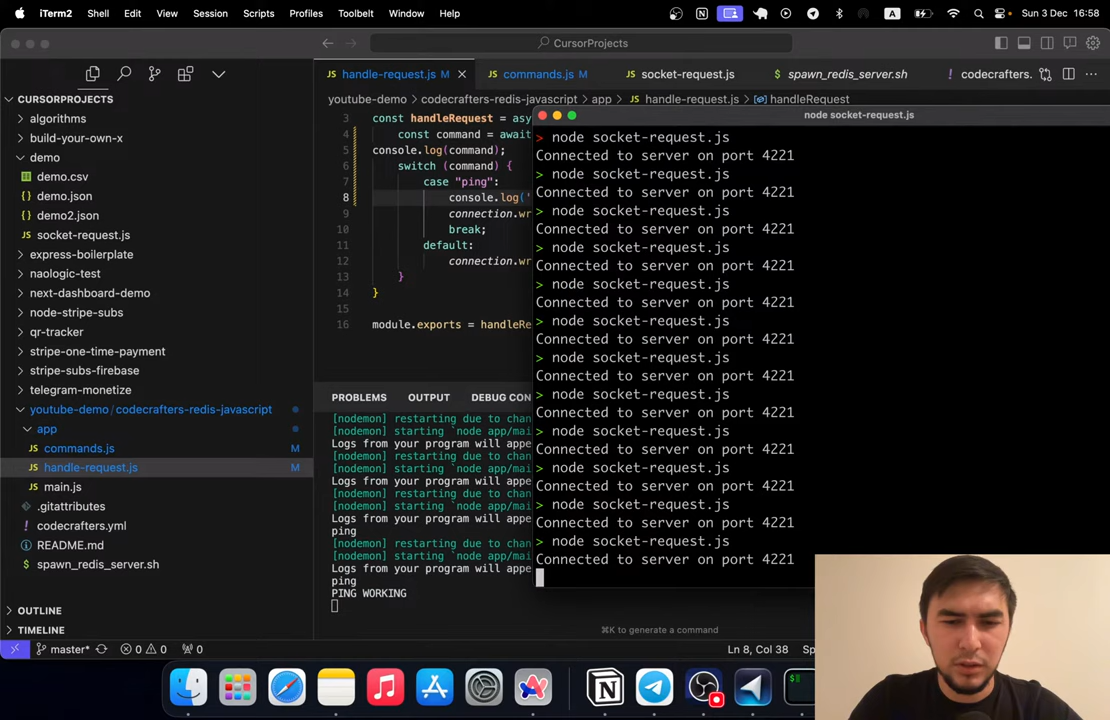 iTerm2 Shell Edit View Session Scripts Profiles Toolbelt Window Help A Sun 3 Dec 16:58
CursorProjects
JS handle-request.js M JS commands.js M JS socket-request.js $ spawn_redis_server.sh ! codecrafters.
CURSORPROJECTS
youtube-demo > codecrafters-redis-javascript > app > JS handle-request.js > handleRequest
algorithms
build-your-own-x
demo
demo.csv
demo.json
demo2.json
JS socket-request.js
express-boilerplate
naologic-test
next-dashboard-demo
node-stripe-subs
qr-tracker
stripe-one-time-payment
stripe-subs-firebase
telegram-monetize
youtube-demo / codecrafters-redis-javascript
app
JS commands.js M
JS handle-request.js M
JS main.js
.gitattributes
! codecrafters.yml
README.md
$ spawn_redis_server.sh
OUTLINE
TIMELINE
3 const handleRequest = asy
4 const command = await
5 console.log(command);
6 switch (command) {
7 case "ping":
8 console.log('
9 connection.wr
10 break;
11 default:
12 connection.wr
13 }
14 }
15
16 module.exports = handleRe
PROBLEMS OUTPUT DEBUG CON
[nodemon] restarting due to chan
[nodemon] starting `node app/mai
Logs from your program will appe
[nodemon] restarting due to chan
[nodemon] starting `node app/mai
Logs from your program will appe
[nodemon] restarting due to chan
[nodemon] starting `node app/mai
Logs from your program will appe
ping
[nodemon] restarting due to chan
[nodemon] starting `node app/mai
Logs from your program will appe
ping
PING WORKING
⌘K to generate a command
node socket-request.js
> node socket-request.js
Connected to server on port 4221
> node socket-request.js
Connected to server on port 4221
> node socket-request.js
Connected to server on port 4221
> node socket-request.js
Connected to server on port 4221
> node socket-request.js
Connected to server on port 4221
> node socket-request.js
Connected to server on port 4221
> node socket-request.js
Connected to server on port 4221
> node socket-request.js
Connected to server on port 4221
> node socket-request.js
Connected to server on port 4221
> node socket-request.js
Connected to server on port 4221
> node socket-request.js
Connected to server on port 4221
> node socket-request.js
Connected to server on port 4221
master* 0 0 0 Ln 8, Col 38 Sp